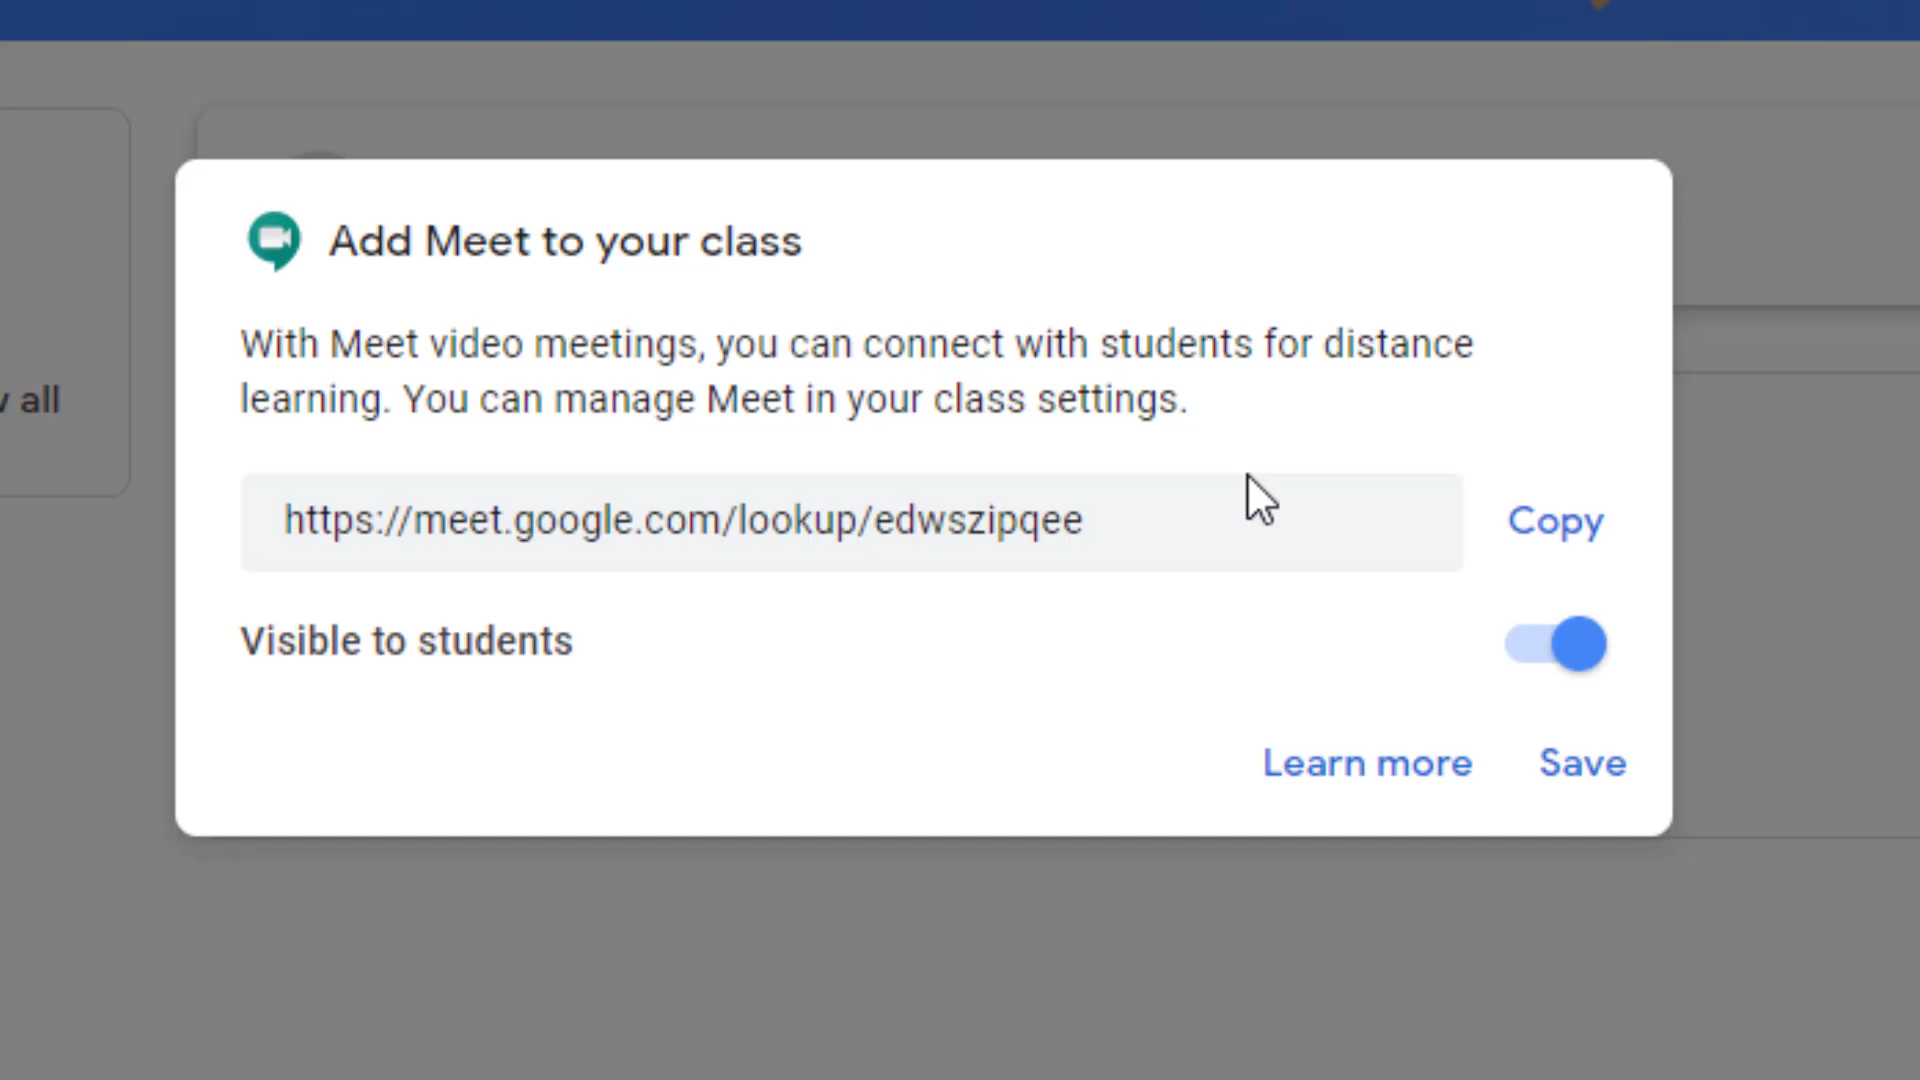 Add Meet to your class
With Meet video meetings, you can connect with students for distance
learning. You can manage Meet in your class settings.
https://meet.google.com/lookup/edwszipqee
Copy
all
Visible to students
Learn more
Save